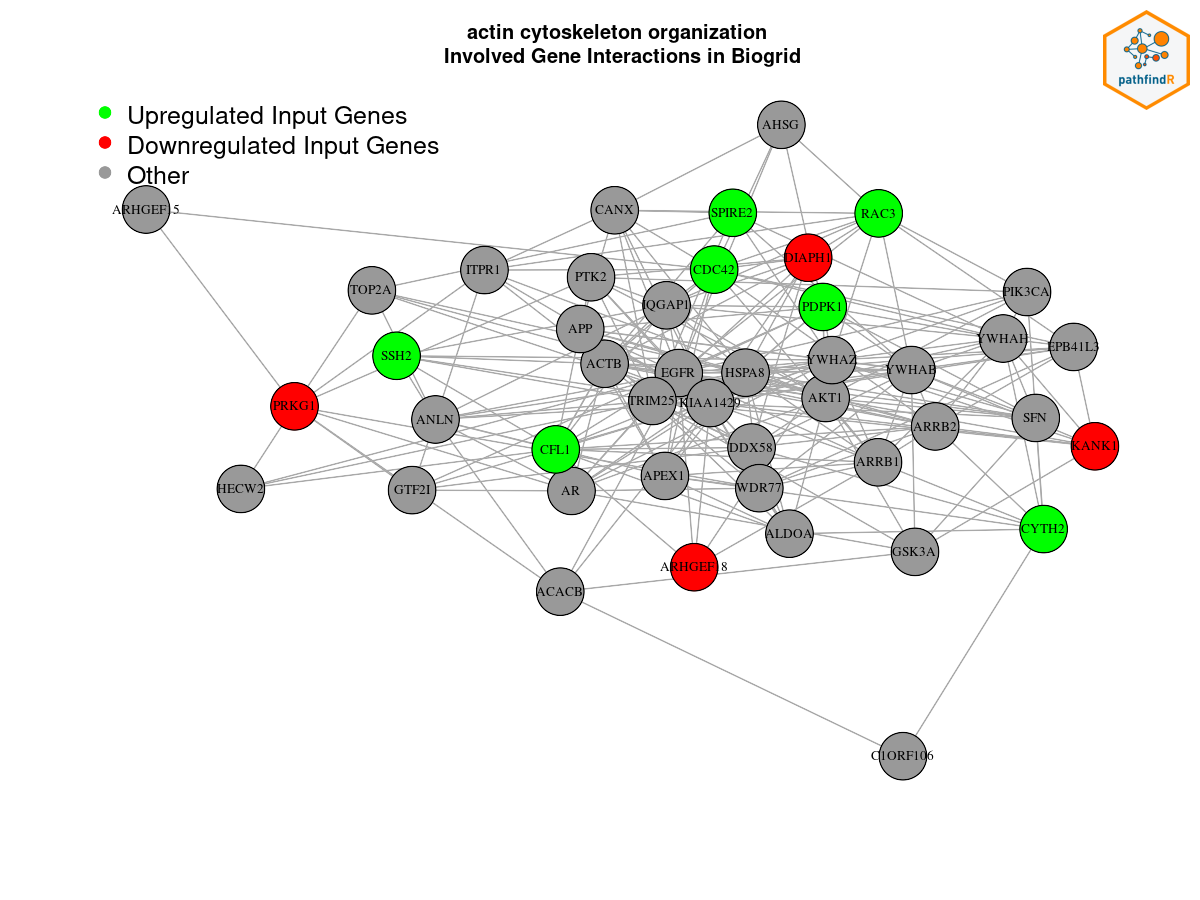 actin cytoskeleton organization
Involved Gene Interactions in Biogrid
pathfindR
Upregulated Input Genes
Downregulated Input Genes
Other
AHSG
ARHGEF15
CANX
SPIRE2
RAC3
DIAPH1
ITPR1
PTK2
CDC42
TOP2A
PIK3CA
IQGAP1
PDPK1
APP
YWHAH
EPB41L3
SSH2
ACTB
YWHAZ
EGFR
HSPA8
YWHAB
PRKG1
TRIM25
KIAA1429
AKT1
ANLN
SFN
ARRB2
KANK1
CFL1
DDX58
ARRB1
HECW2
GTF2I
AR
APEX1
WDR77
ALDOA
CYTH2
GSK3A
ARHGEF18
ACACB
C1ORF106